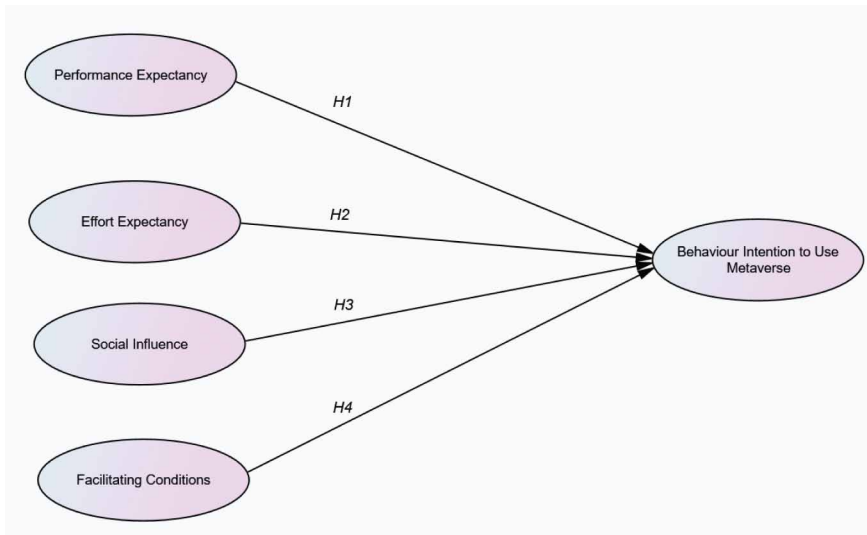 Performance Expectancy
H1
Effort Expectancy
H2
Behaviour Intention to Use
Metaverse
Social Influence
H3
Facilitating Conditions
H4